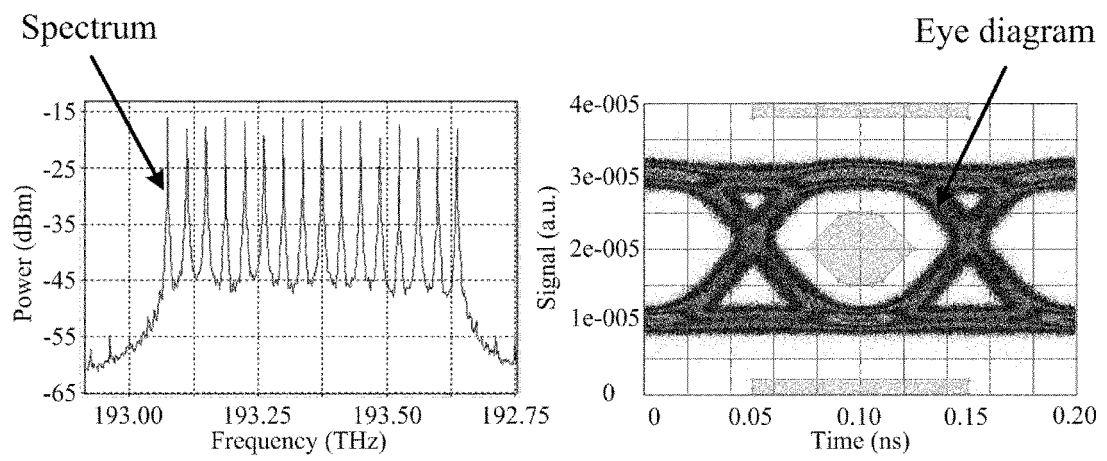 Spectrum
Eye diagram
Power (dBm)
-15
-25
-35
-45
-55
-65
193.00 193.25 193.50 192.75
Frequency (THz)
Signal (a.u.)
4e-005
3e-005
2e-005
1e-005
0
0 0.05 0.10 0.15 0.20
Time (ns)